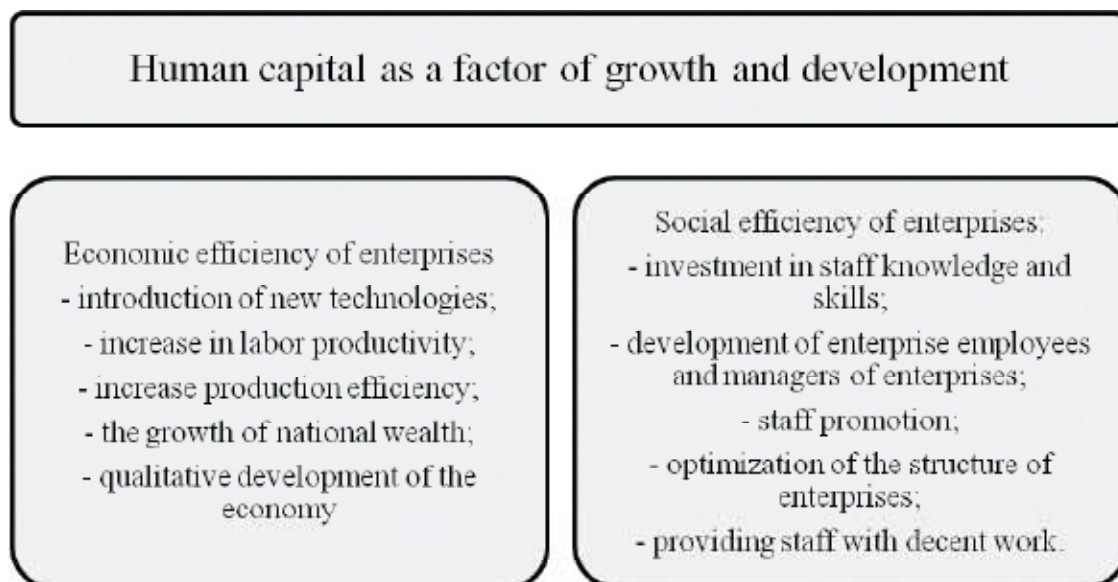 Human capital as a factor of growth and development
Economic efficiency of enterprises
- introduction of new technologies;
- increase in labor productivity;
- increase production efficiency;
- the growth of national wealth;
- qualitative development of the
economy
Social efficiency of enterprises:
- investment in staff knowledge and
skills;
- development of enterprise employees
and managers of enterprises;
- staff promotion;
- optimization of the structure of
enterprises;
- providing staff with decent work.